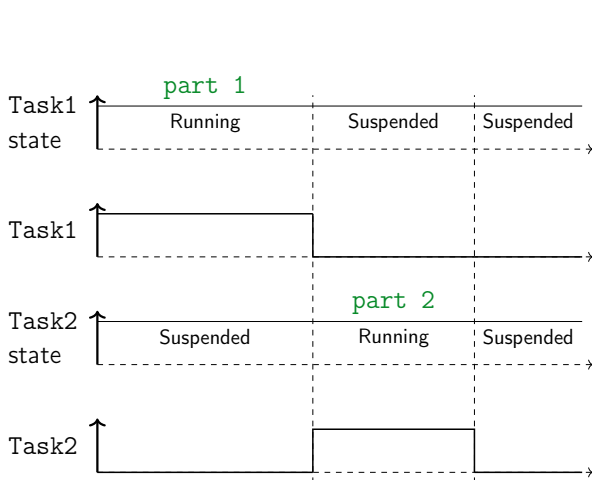 part 1
Task1
state
Running
Suspended
Suspended
Task1
part 2
Task2
state
Suspended
Running
Suspended
Task2